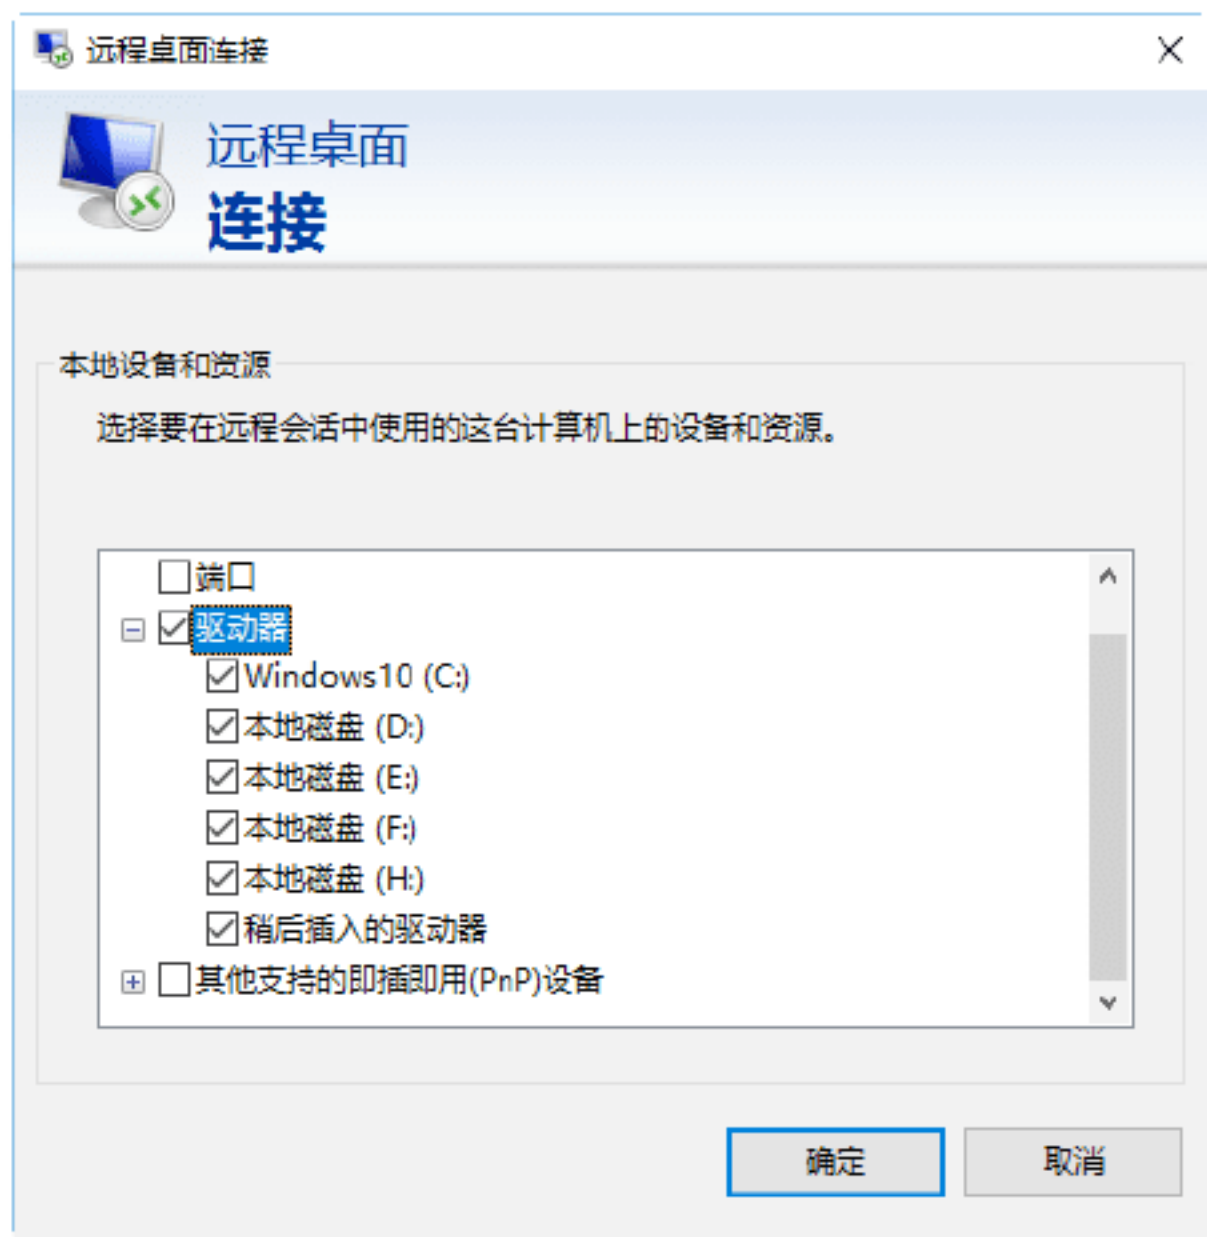 远程桌面连接
远程桌面
连接
本地设备和资源
选择要在远程会话中使用的这台计算机上的设备和资源。
端口
驱动器
Windows10 (C:)
本地磁盘 (D:)
本地磁盘 (E:)
本地磁盘 (F:)
本地磁盘 (H:)
稍后插入的驱动器
其他支持的即插即用(PnP)设备
确定
取消